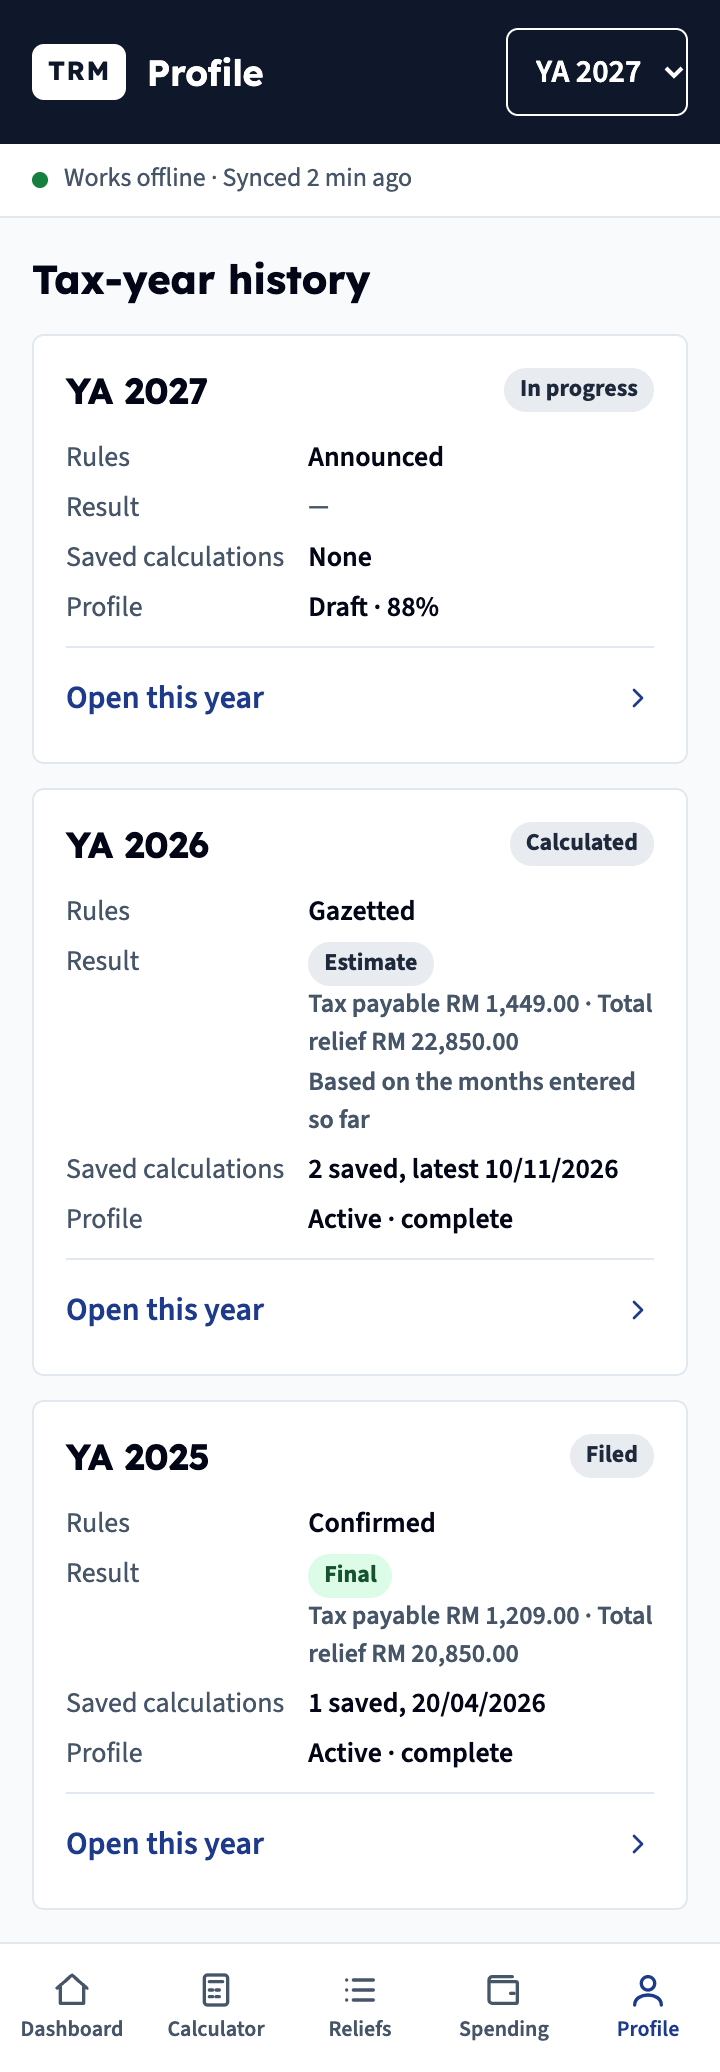 TRM Profile YA 2027
Works offline · Synced 2 min ago
Tax-year history
YA 2027 In progress
Rules Announced
Result —
Saved calculations None
Profile Draft · 88%
Open this year
YA 2026 Calculated
Rules Gazetted
Result Estimate
Tax payable RM 1,449.00 · Total
relief RM 22,850.00
Based on the months entered
so far
Saved calculations 2 saved, latest 10/11/2026
Profile Active · complete
Open this year
YA 2025 Filed
Rules Confirmed
Result Final
Tax payable RM 1,209.00 · Total
relief RM 20,850.00
Saved calculations 1 saved, 20/04/2026
Profile Active · complete
Open this year
Dashboard Calculator Reliefs Spending Profile